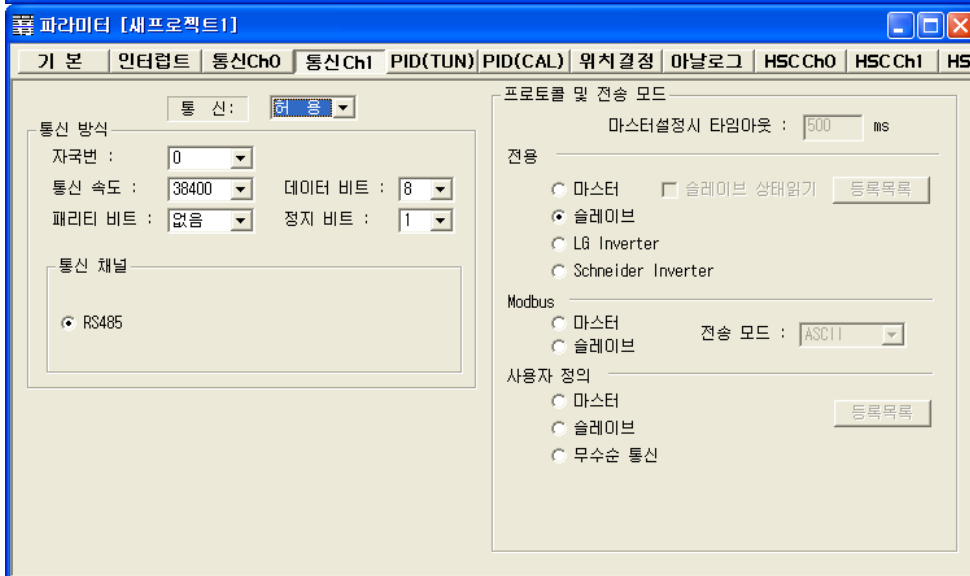 파라미터 [새프로젝트1]
기 본 인터럽트 통신Ch0 통신Ch1 PID(TUN) PID(CAL) 위치결정 아날로그 HSC Ch0 HSC Ch1 HS
통 신: 허 용
통신 방식
자국번 : 0
통신 속도 : 38400 데이터 비트 : 8
패리티 비트 : 없음 정지 비트 : 1
통신 채널
RS485
프로토콜 및 전송 모드
마스터설정시 타임아웃 : 500 ms
전용
마스터 슬레이브 상태읽기 등록목록
슬레이브
LG Inverter
Schneider Inverter
Modbus
마스터
슬레이브
전송 모드 : ASCII
사용자 정의
마스터
등록목록
슬레이브
무수순 통신